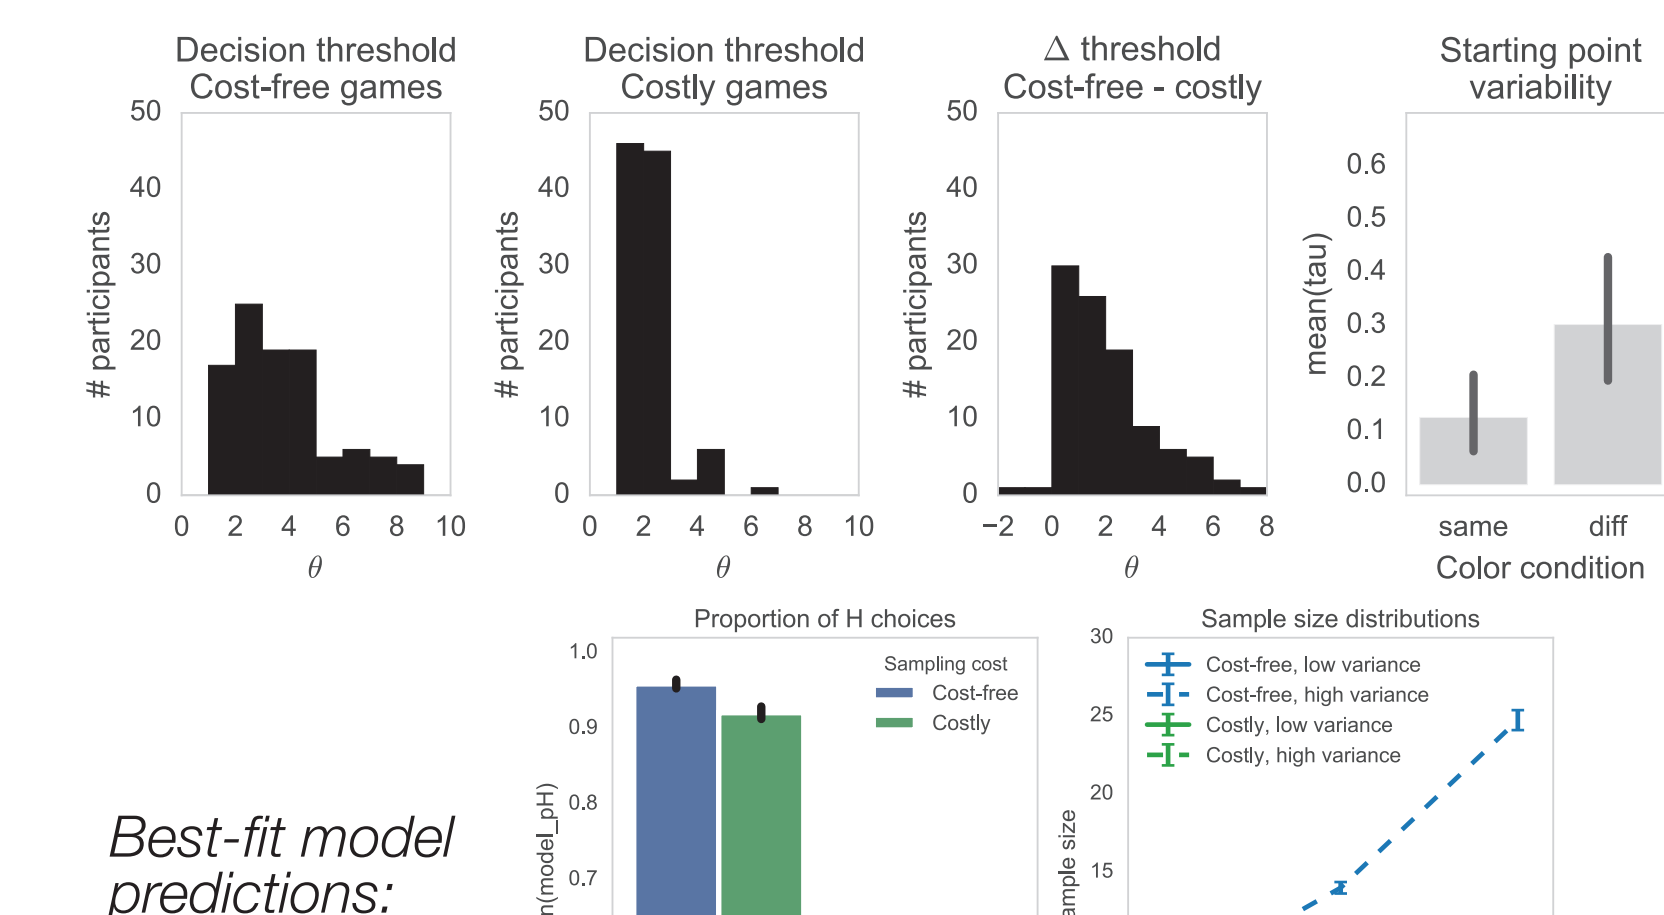 Decision threshold
Cost-free games
50
40
30
20
10
0
# participants
0 2 4 6 8 10
θ
Decision threshold
Costly games
50
40
30
20
10
0
# participants
0 2 4 6 8 10
θ
Δ threshold
Cost-free - costly
50
40
30
20
10
0
# participants
−2 0 2 4 6 8
θ
Starting point
variability
0.6
0.5
0.4
0.3
0.2
0.1
0.0
mean(tau)
same diff
Color condition
Best-fit model
predictions:
Proportion of H choices
1.0
0.9
0.8
0.7
n(model_pH)
Sampling cost
Cost-free
Costly
Sample size distributions
30
25
20
15
ample size
Cost-free, low variance
Cost-free, high variance
Costly, low variance
Costly, high variance